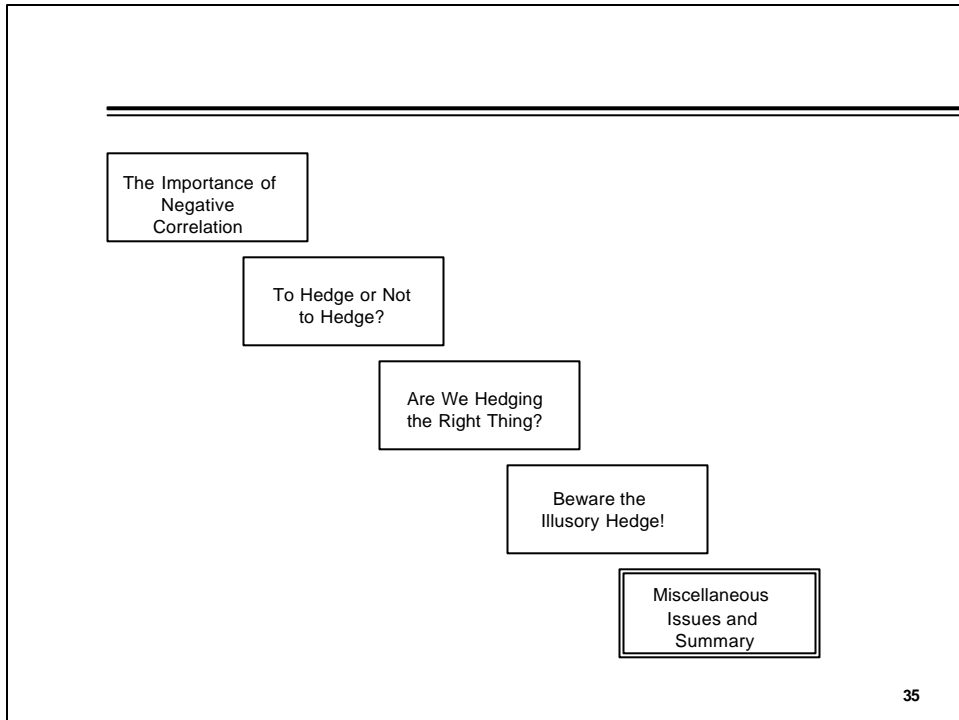 The Importance of
Negative
Correlation
To Hedge or Not
to Hedge?
Are We Hedging
the Right Thing?
Beware the
Illusory Hedge!
Miscellaneous
Issues and
Summary
35